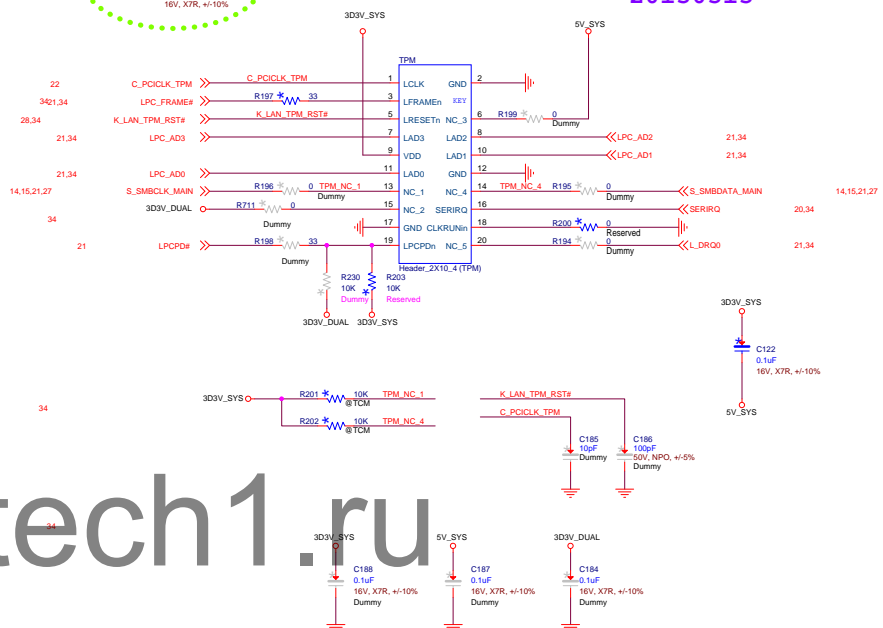 16V, X7R, +/-10%
20130315
3D3V_SYS
5V_SYS
TPM
22
C_PCICLK_TPM
C_PCICLK_TPM
1
LCLK
GND
2
3421,34
LPC_FRAME#
R197
33
3
LFRAMEn
KEY
28,34
K_LAN_TPM_RST#
K_LAN_TPM_RST#
5
LRESETn
NC_3
6
R199
0
Dummy
21,34
LPC_AD3
7
LAD3
LAD2
8
LPC_AD2
21,34
9
VDD
LAD1
10
LPC_AD1
21,34
21,34
LPC_AD0
11
LAD0
GND
12
14,15,21,27
S_SMBCLK_MAIN
R196
0
Dummy
TPM_NC_1
13
NC_1
NC_4
14
TPM_NC_4
R195
0
Dummy
S_SMBDATA_MAIN
14,15,21,27
3D3V_DUAL
R711
0
Dummy
15
NC_2
SERIRQ
16
SERIRQ
20,34
34
17
GND
CLKRUNin
18
R200
0
Reserved
21
LPCPD#
R198
33
Dummy
19
LPCPDn
NC_5
20
R194
0
Dummy
L_DRQ0
21,34
Header_2X10_4 (TPM)
R230
10K
Dummy
R203
10K
Reserved
3D3V_DUAL
3D3V_SYS
3D3V_SYS
C122
0.1uF
16V, X7R, +/-10%
5V_SYS
34
3D3V_SYS
R201
10K
@TCM
TPM_NC_1
R202
10K
@TCM
TPM_NC_4
K_LAN_TPM_RST#
C_PCICLK_TPM
C185
10pF
Dummy
C186
100pF
50V, NPO, +/-5%
Dummy
tech1.ru
34
3D3V_SYS
C188
0.1uF
16V, X7R, +/-10%
Dummy
5V_SYS
C187
0.1uF
16V, X7R, +/-10%
Dummy
3D3V_DUAL
C184
0.1uF
16V, X7R, +/-10%
Dummy